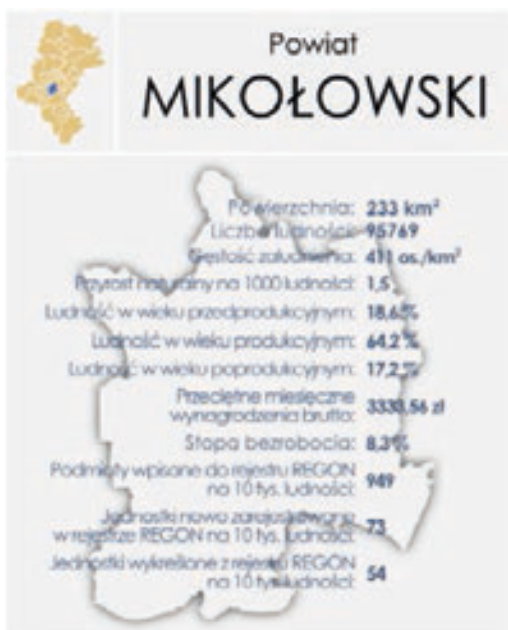 Powiat
MIKOŁOWSKI
Powierzchnia: 233 km²
Liczba ludności: 95769
Gęstość zaludnienia: 411 os./km²
Przyrost naturalny na 1000 ludności: 1,5
Ludność w wieku przedprodukcyjnym: 18,6%
Ludność w wieku produkcyjnym: 64,2%
Ludność w wieku poprodukcyjnym: 17,2%
Przeciętne miesięczne
wynagrodzenia brutto: 3333,56 zł
Stopa bezrobocia: 8,3%
Podmioty wpisane do rejestru REGON
na 10 tys. ludności: 949
Jednostki nowo zarejestrowane
w rejestrze REGON na 10 tys. ludności: 73
Jednostki wykreślone z rejestru REGON
na 10 tys. ludności: 54